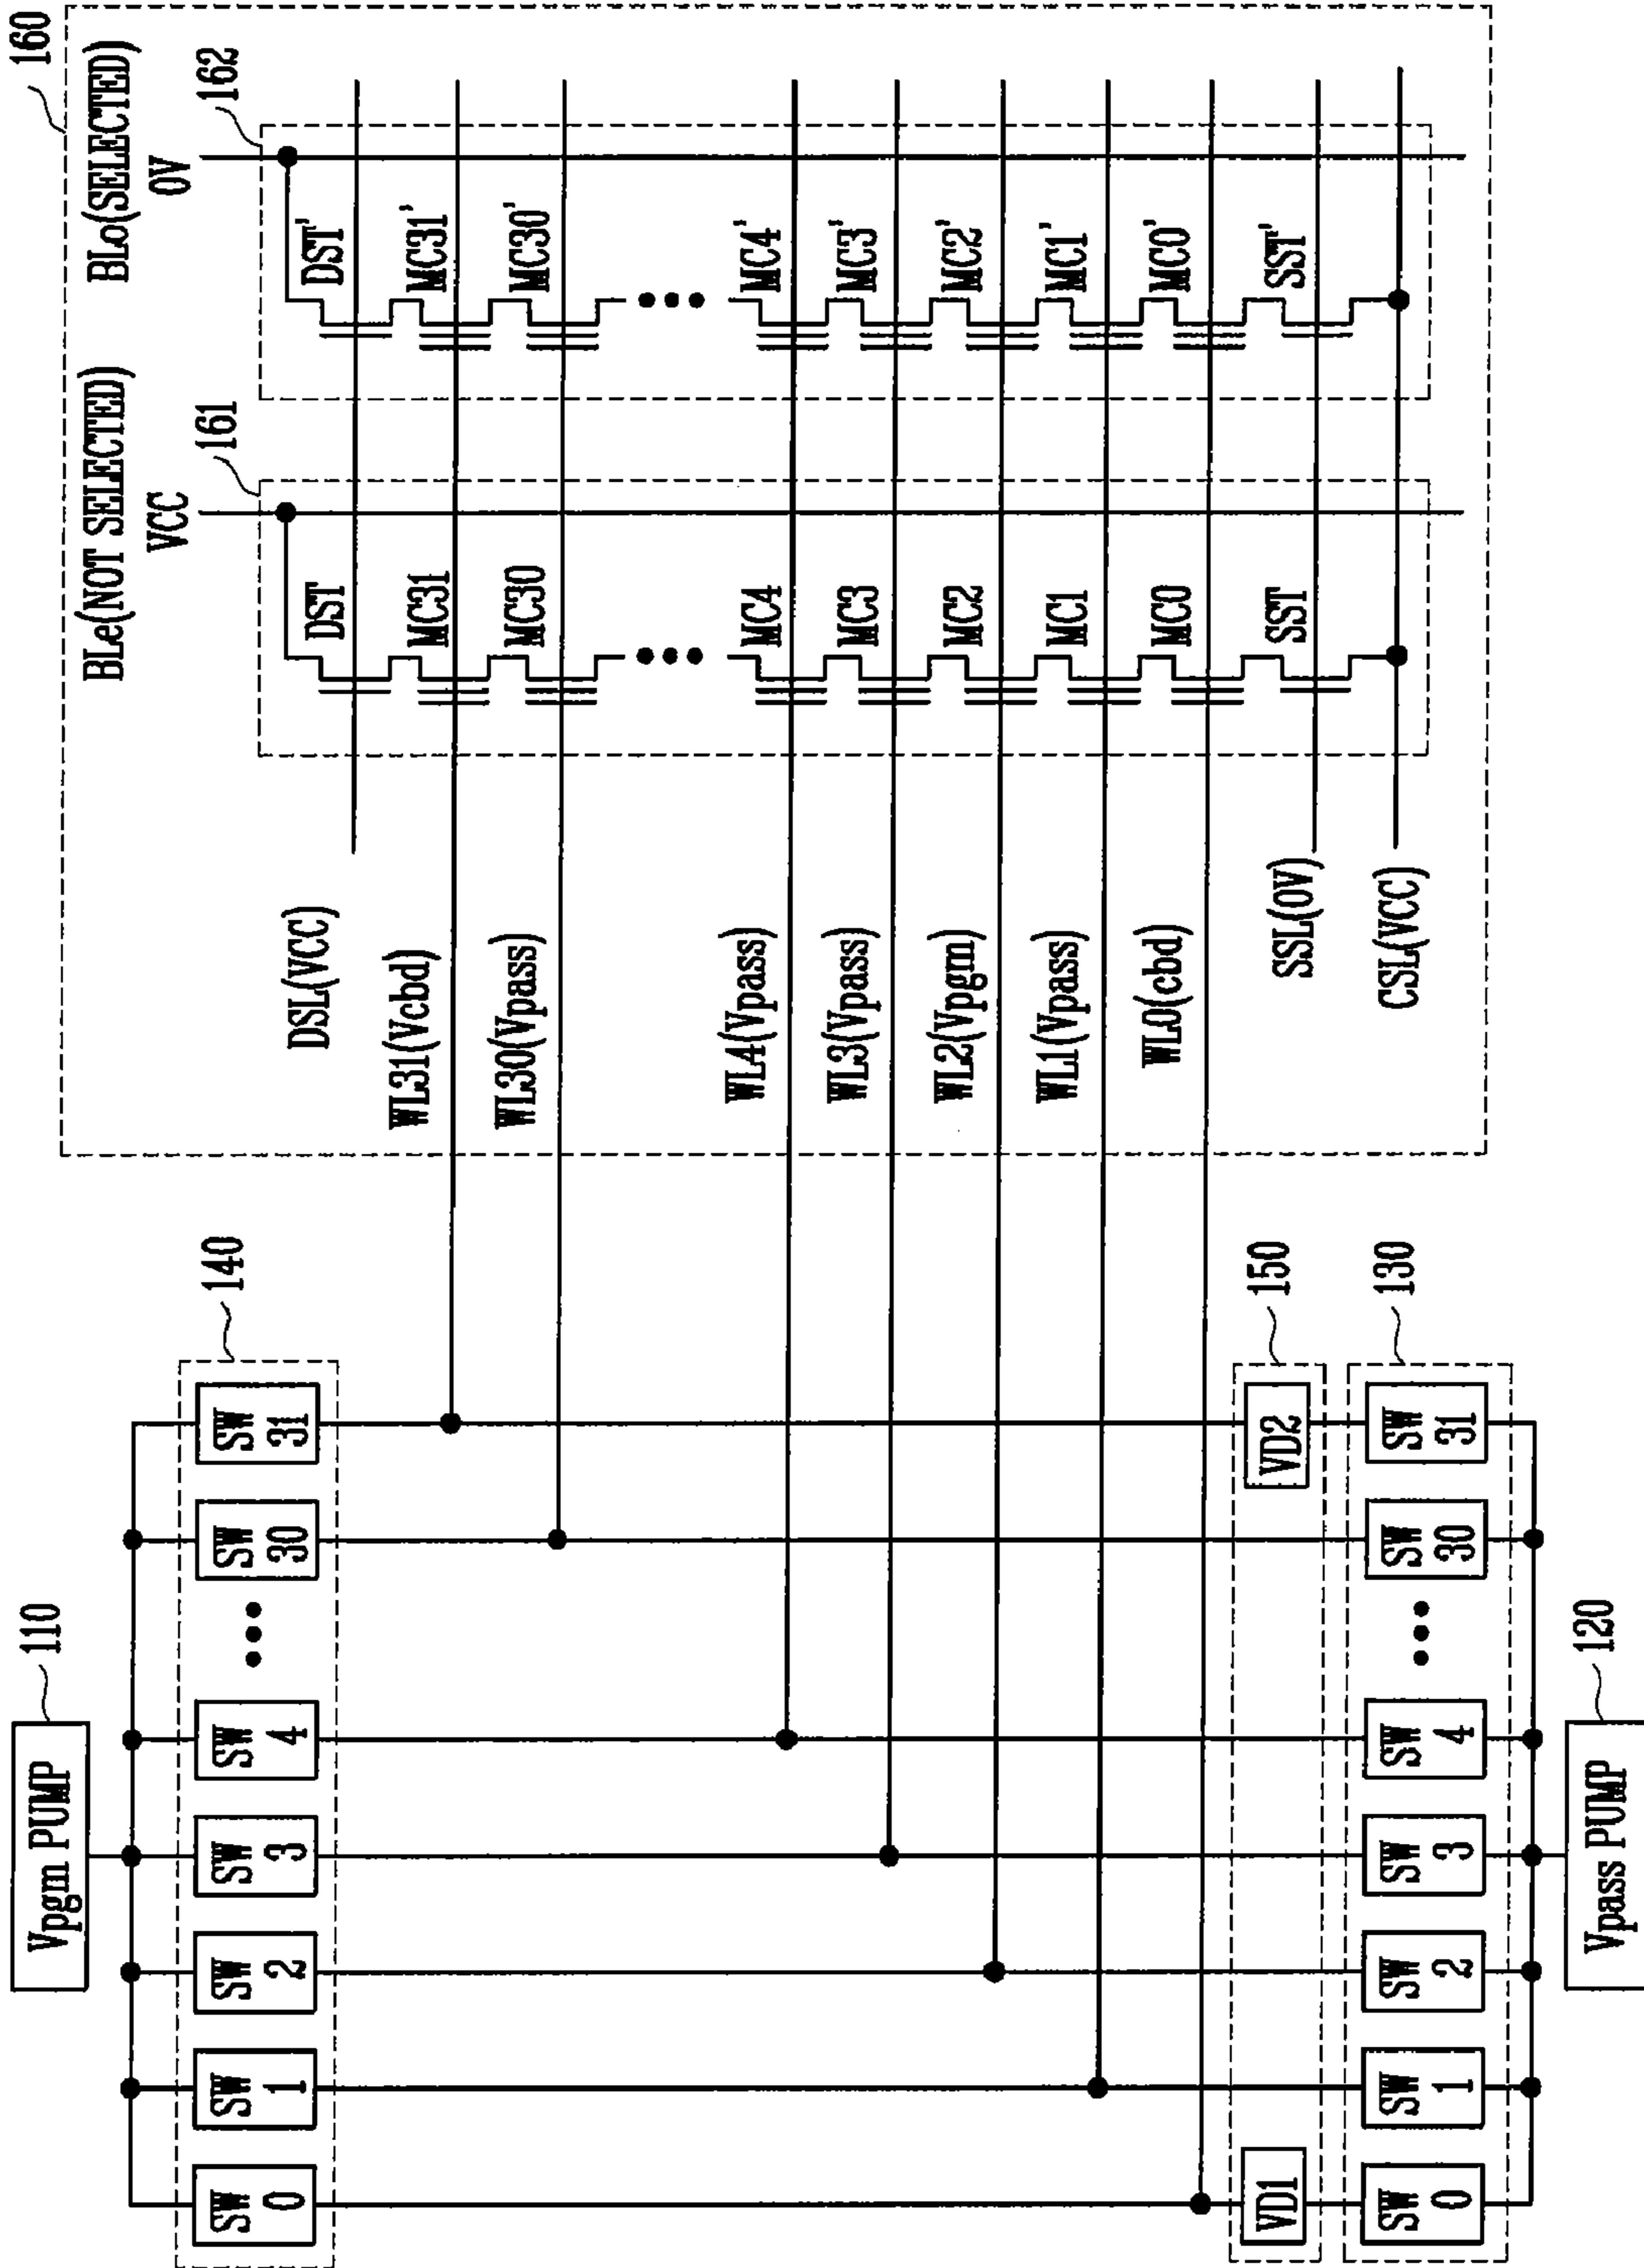 Vpgm PUMP
110
140
SW 0
SW 1
SW 2
SW 3
SW 4
SW 30
SW 31
VD1
VD2
150
SW 0
SW 1
SW 2
SW 3
SW 4
SW 30
SW 31
130
Vpass PUMP
120
160
BLe(NOT SELECTED)
BLo(SELECTED)
VCC
0V
161
162
DSL(VCC)
DST
DST'
WL31(Vcbd)
MC31
MC31'
WL30(Vpass)
MC30
MC30'
WL4(Vpass)
MC4
MC4'
WL3(Vpass)
MC3
MC3'
WL2(Vpgm)
MC2
MC2'
WL1(Vpass)
MC1
MC1'
WL0(cbd)
MC0
MC0'
SSL(0V)
SST
SST'
CSL(VCC)